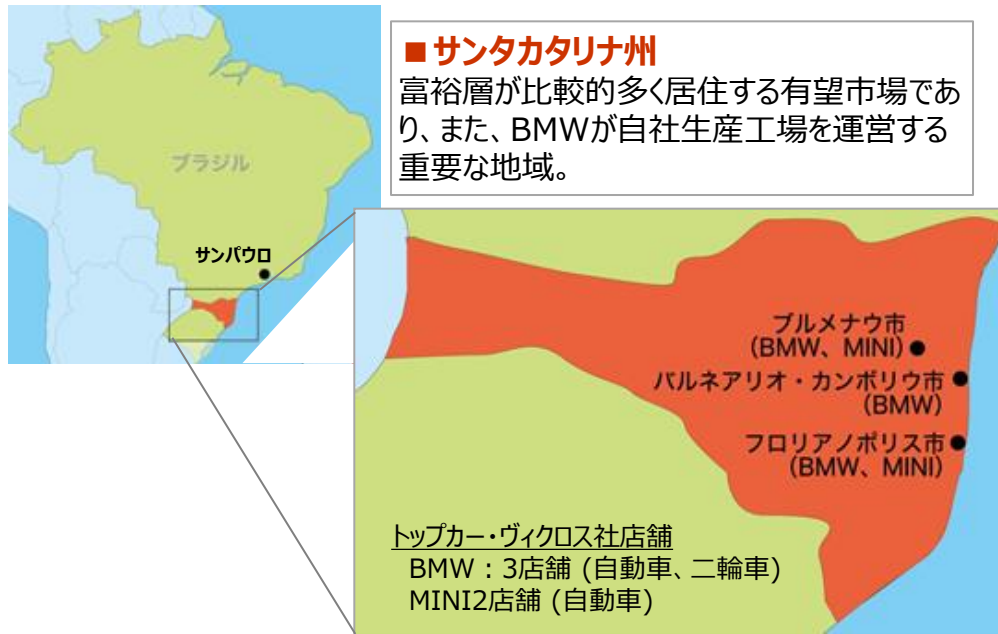 ■サンタカタリナ州
富裕層が比較的多く居住する有望市場であ
り、また、BMWが自社生産工場を運営する
重要な地域。
ブラジル
サンパウロ
ブルメナウ市
(BMW、MINI)
バルネアリオ・カンボリウ市
(BMW)
フロリアノポリス市
(BMW、MINI)
トップカー・ヴィクロス社店舗
BMW：3店舗 (自動車、二輪車)
MINI2店舗 (自動車)